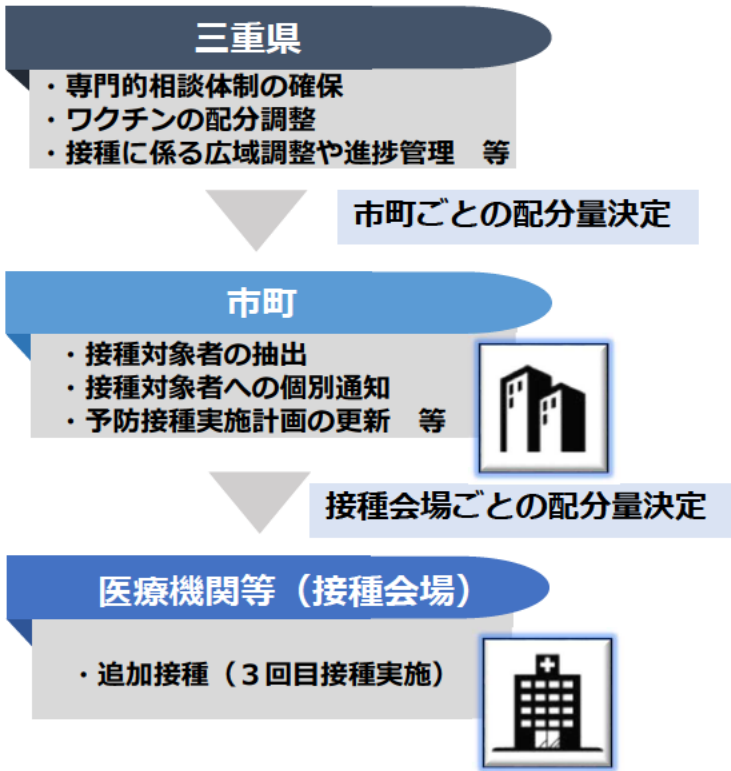 三重県
・専門的相談体制の確保
・ワクチンの配分調整
・接種に係る広域調整や進捗管理　等
市町ごとの配分量決定
市町
・接種対象者の抽出
・接種対象者への個別通知
・予防接種実施計画の更新　等
接種会場ごとの配分量決定
医療機関等（接種会場）
・追加接種（３回目接種実施）